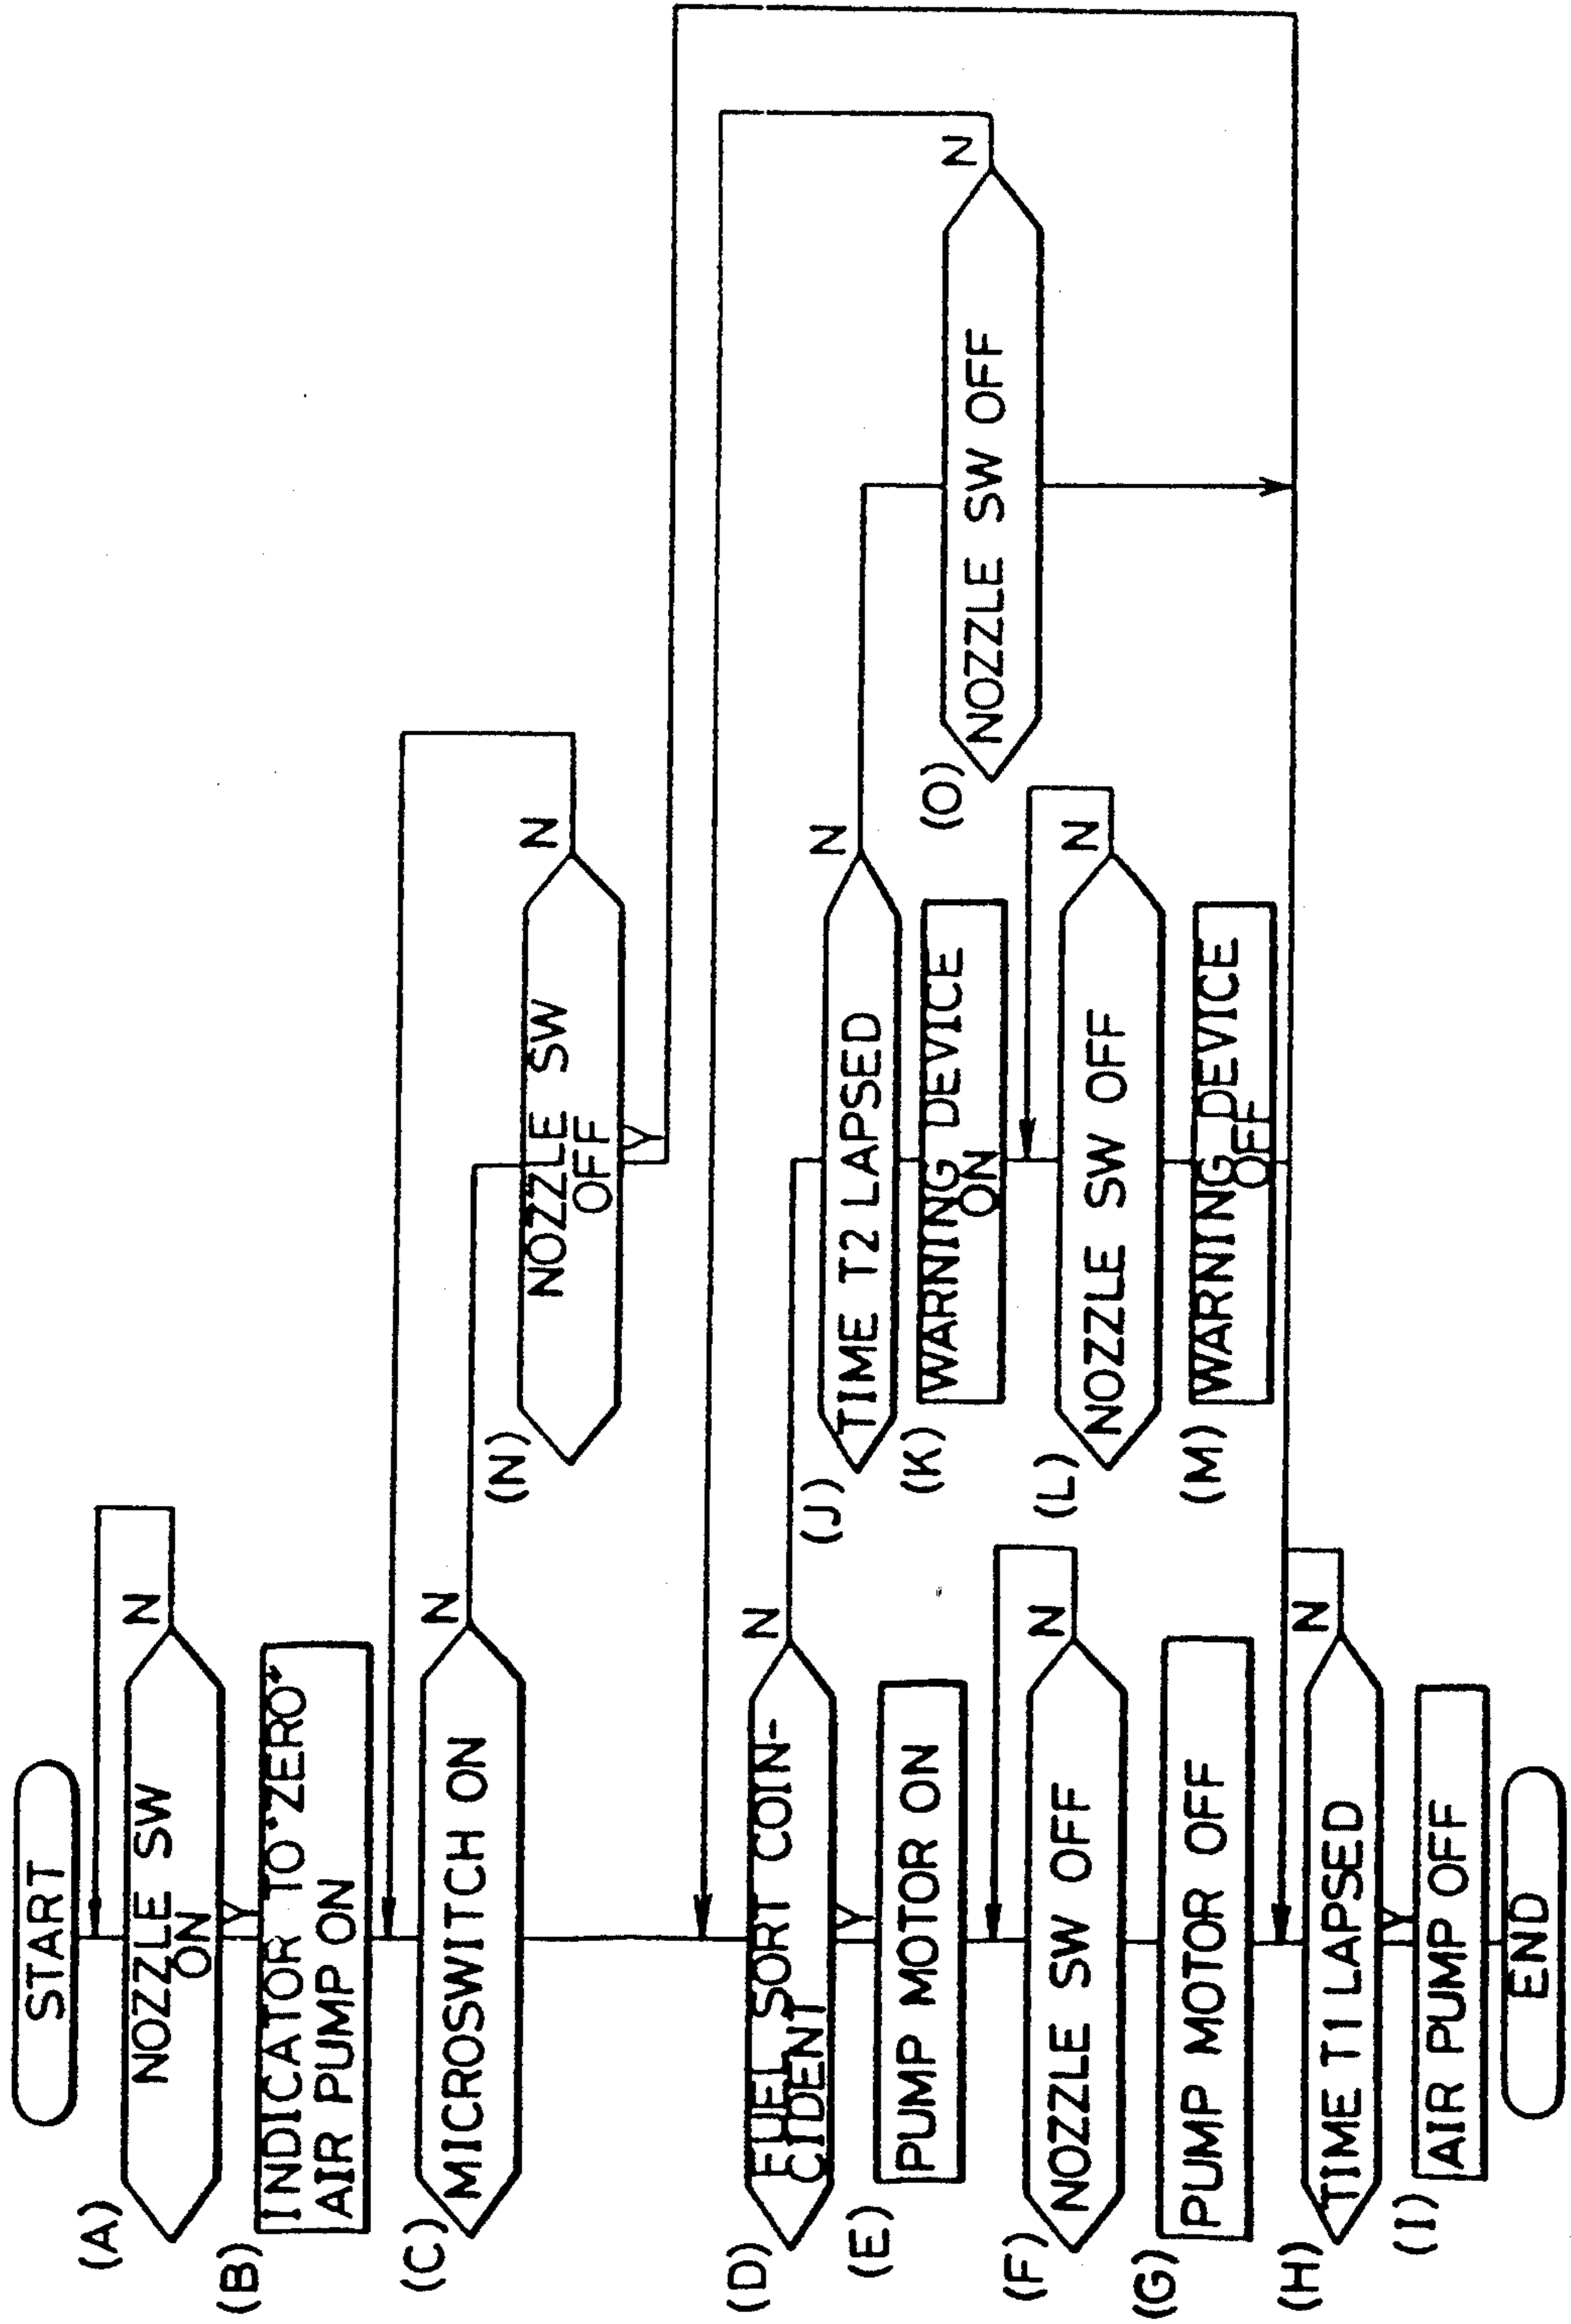 START
(A)
NOZZLE SW
ON
N
Y
(B)
INDICATOR TO "ZERO"
AIR PUMP ON
(C)
MICROSWITCH ON
N
(N)
NOZZLE SW
OFF
N
Y
(D)
FUEL SORT COIN-
CIDENT
N
Y
(J)
TIME T2 LAPSED
N
(E)
PUMP MOTOR ON
(K)
WARNING DEVICE
ON
(O)
NOZZLE SW OFF
N
(F)
NOZZLE SW OFF
N
(L)
NOZZLE SW OFF
N
(G)
PUMP MOTOR OFF
(M)
WARNING DEVICE
OFF
(H)
TIME T1 LAPSED
N
Y
(I)
AIR PUMP OFF
END